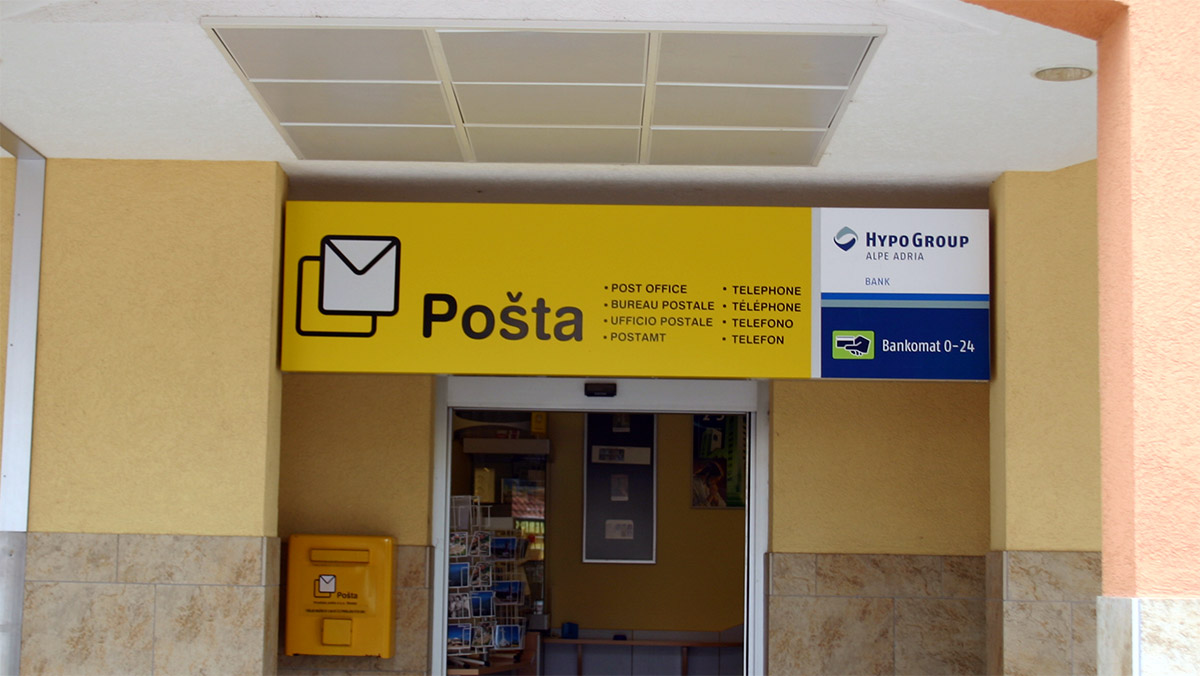 Pošta
• POST OFFICE
• BUREAU POSTALE
• UFFICIO POSTALE
• POSTAMT
• TELEPHONE
• TÉLÉPHONE
• TELEFONO
• TELEFON
HYPO GROUP
ALPE ADRIA
BANK
Bankomat 0-24
Pošta